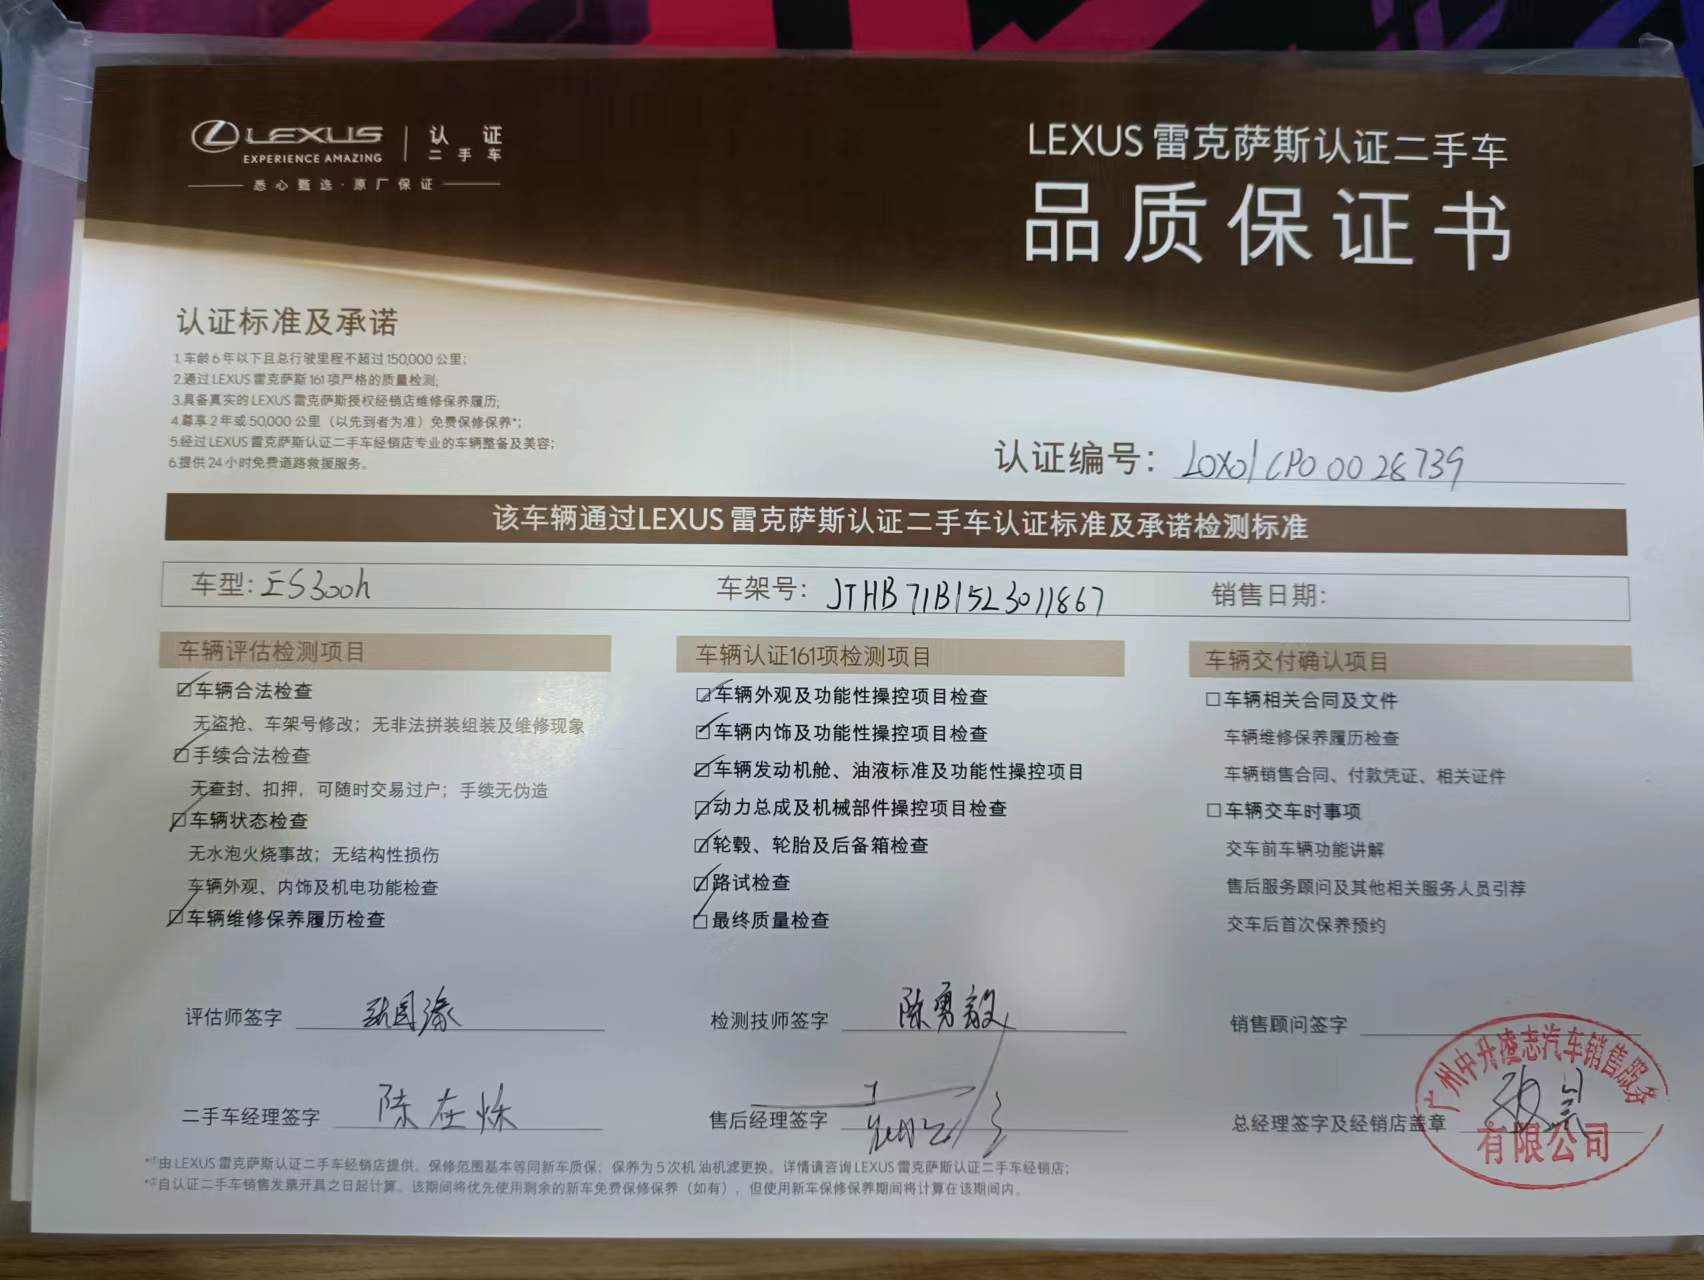 LEXUS
EXPERIENCE AMAZING
认证
二手车
悉心甄选·原厂保证
LEXUS 雷克萨斯认证二手车
品质保证书
认证标准及承诺
1.车龄6年以下且总行驶里程不超过150,000公里;
2.通过LEXUS雷克萨斯161项严格的质量检测;
3.具备真实的LEXUS雷克萨斯授权经销店维修保养履历;
4.尊享2年或50,000公里（以先到者为准）免费保修保养*;
5.经过LEXUS雷克萨斯认证二手车经销店专业的车辆整备及美容;
6.提供24小时免费道路救援服务。
认证编号: L0X01CPO0028739
该车辆通过LEXUS雷克萨斯认证二手车认证标准及承诺检测标准
车型: ES300h 车架号: JTHB71B15L3011867 销售日期:
车辆评估检测项目
车辆合法检查
无盗抢、车架号修改；无非法拼装组装及维修现象
手续合法检查
无查封、扣押，可随时交易过户；手续无伪造
车辆状态检查
无水泡火烧事故；无结构性损伤
车辆外观、内饰及机电功能检查
车辆维修保养履历检查
车辆认证161项检测项目
车辆外观及功能性操控项目检查
车辆内饰及功能性操控项目检查
车辆发动机舱、油液标准及功能性操控项目
动力总成及机械部件操控项目检查
轮毂、轮胎及后备箱检查
路试检查
最终质量检查
车辆交付确认项目
车辆相关合同及文件
车辆维修保养履历检查
车辆销售合同、付款凭证、相关证件
车辆交车时事项
交车前车辆功能讲解
售后服务顾问及其他相关服务人员引荐
交车后首次保养预约
评估师签字
检测技师签字 陈勇毅
销售顾问签字
二手车经理签字 陈在烁
售后经理签字
总经理签字及经销店盖章
广州中升凌志汽车销售服务
有限公司
*①由LEXUS雷克萨斯认证二手车经销店提供。保修范围基本等同新车质保；保养为5次机油机滤更换。详情请咨询LEXUS雷克萨斯认证二手车经销店;
*②自认证二手车销售发票开具之日起计算。该期间将优先使用剩余的新车免费保修保养（如有），但使用新车保修保养期间将计算在该期间内。